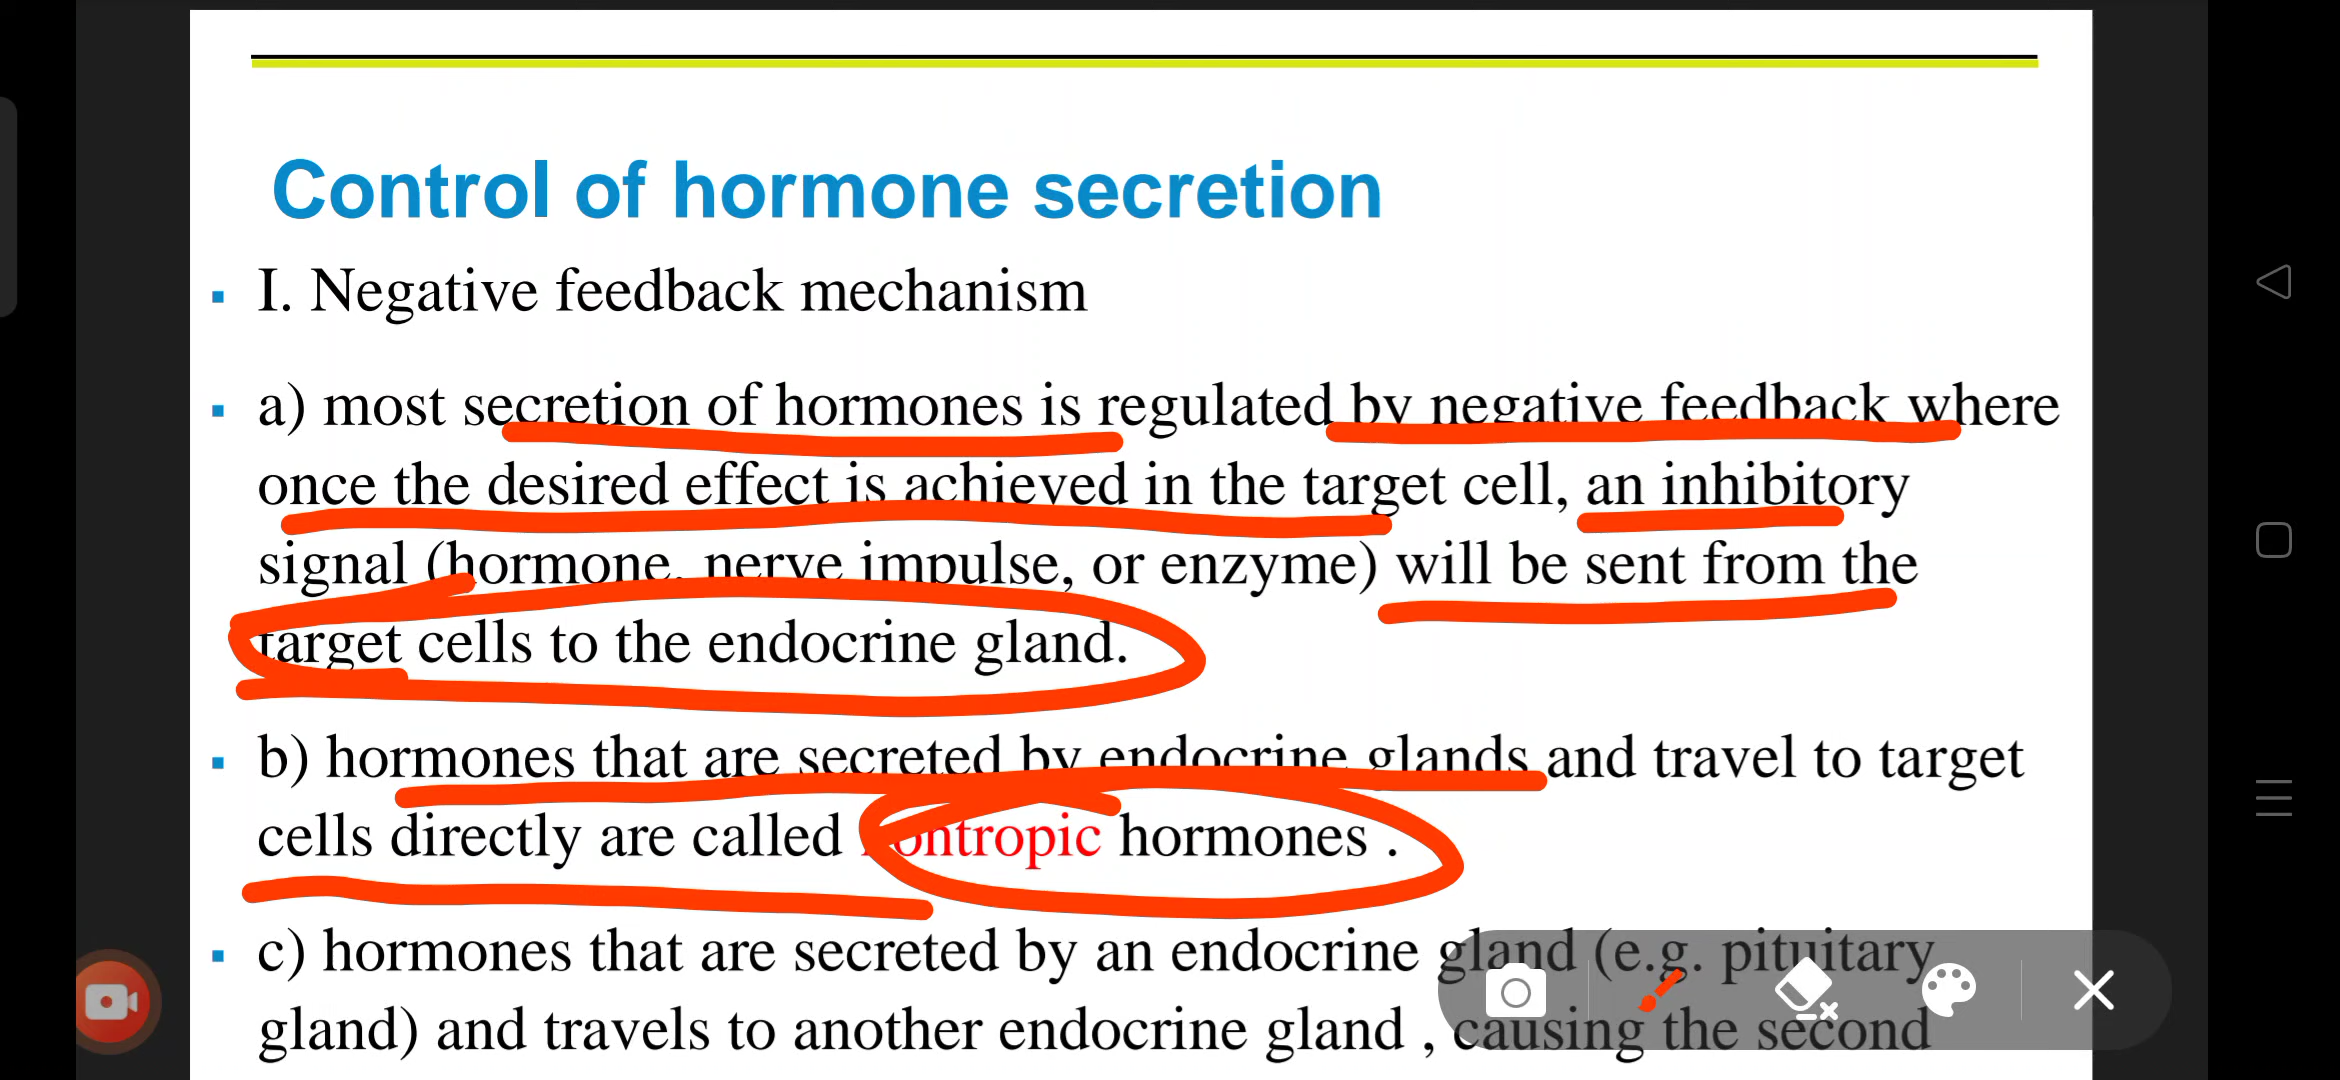 Control of hormone secretion
I. Negative feedback mechanism
a) most secretion of hormones is regulated by negative feedback where
once the desired effect is achieved in the target cell, an inhibitory
signal (hormone, nerve impulse, or enzyme) will be sent from the
target cells to the endocrine gland.
b) hormones that are secreted by endocrine glands and travel to target
cells directly are called nontropic hormones .
c) hormones that are secreted by an endocrine gland (e.g. pituitary
gland) and travels to another endocrine gland , causing the second